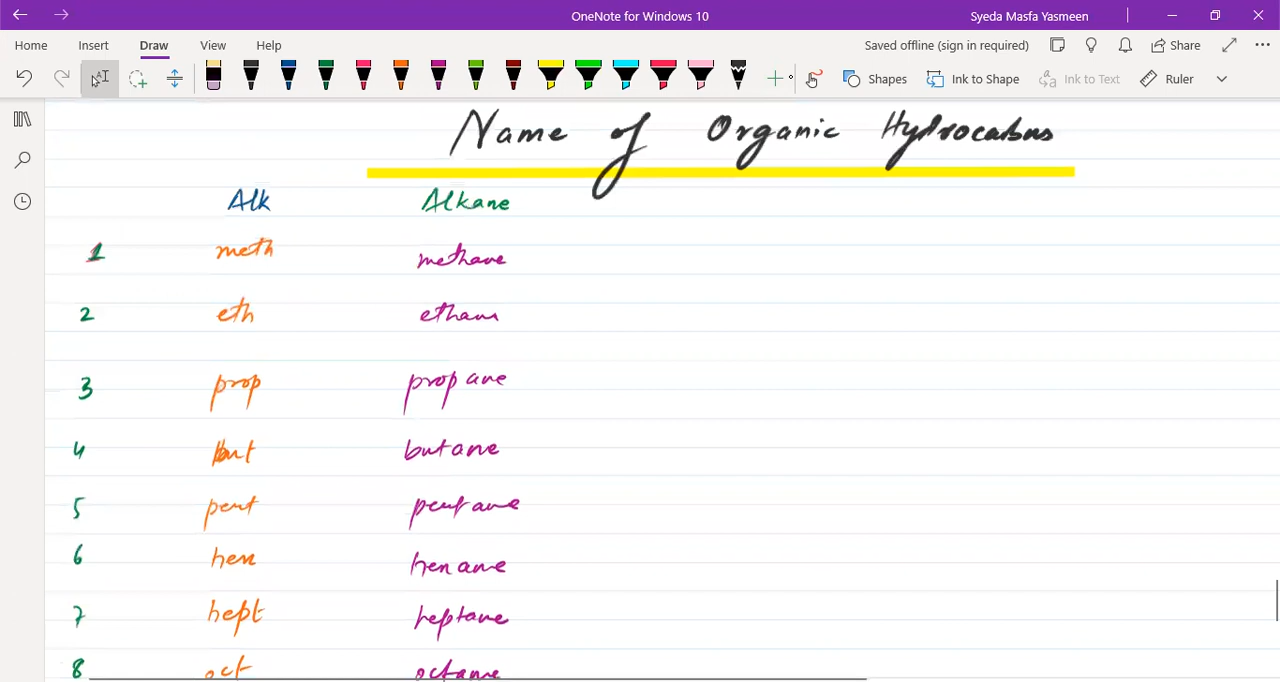 OneNote for Windows 10
Syeda Masfa Yasmeen
Home Insert Draw View Help
Saved offline (sign in required) Share
Shapes Ink to Shape Ink to Text Ruler
Name of Organic Hydrocarbns
Alk Alkane
1 meth methane
2 eth ethane
3 prop propane
4 but butane
5 pent pentane
6 hex hexane
7 hept heptane
8 oct octane